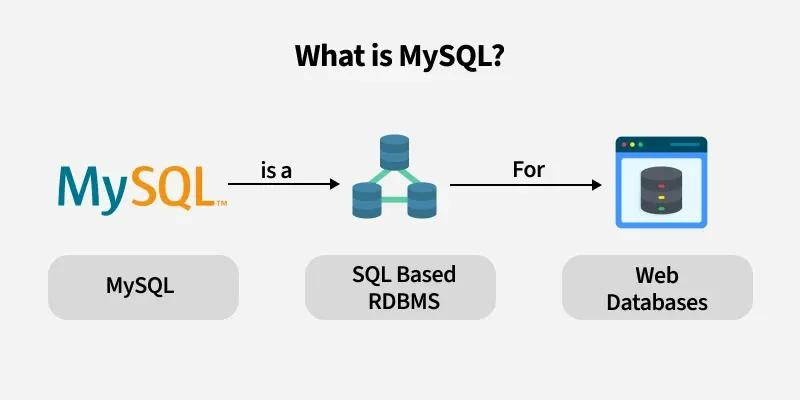 What is MySQL?
MySQL™
is a
For
MySQL
SQL Based
RDBMS
Web
Databases